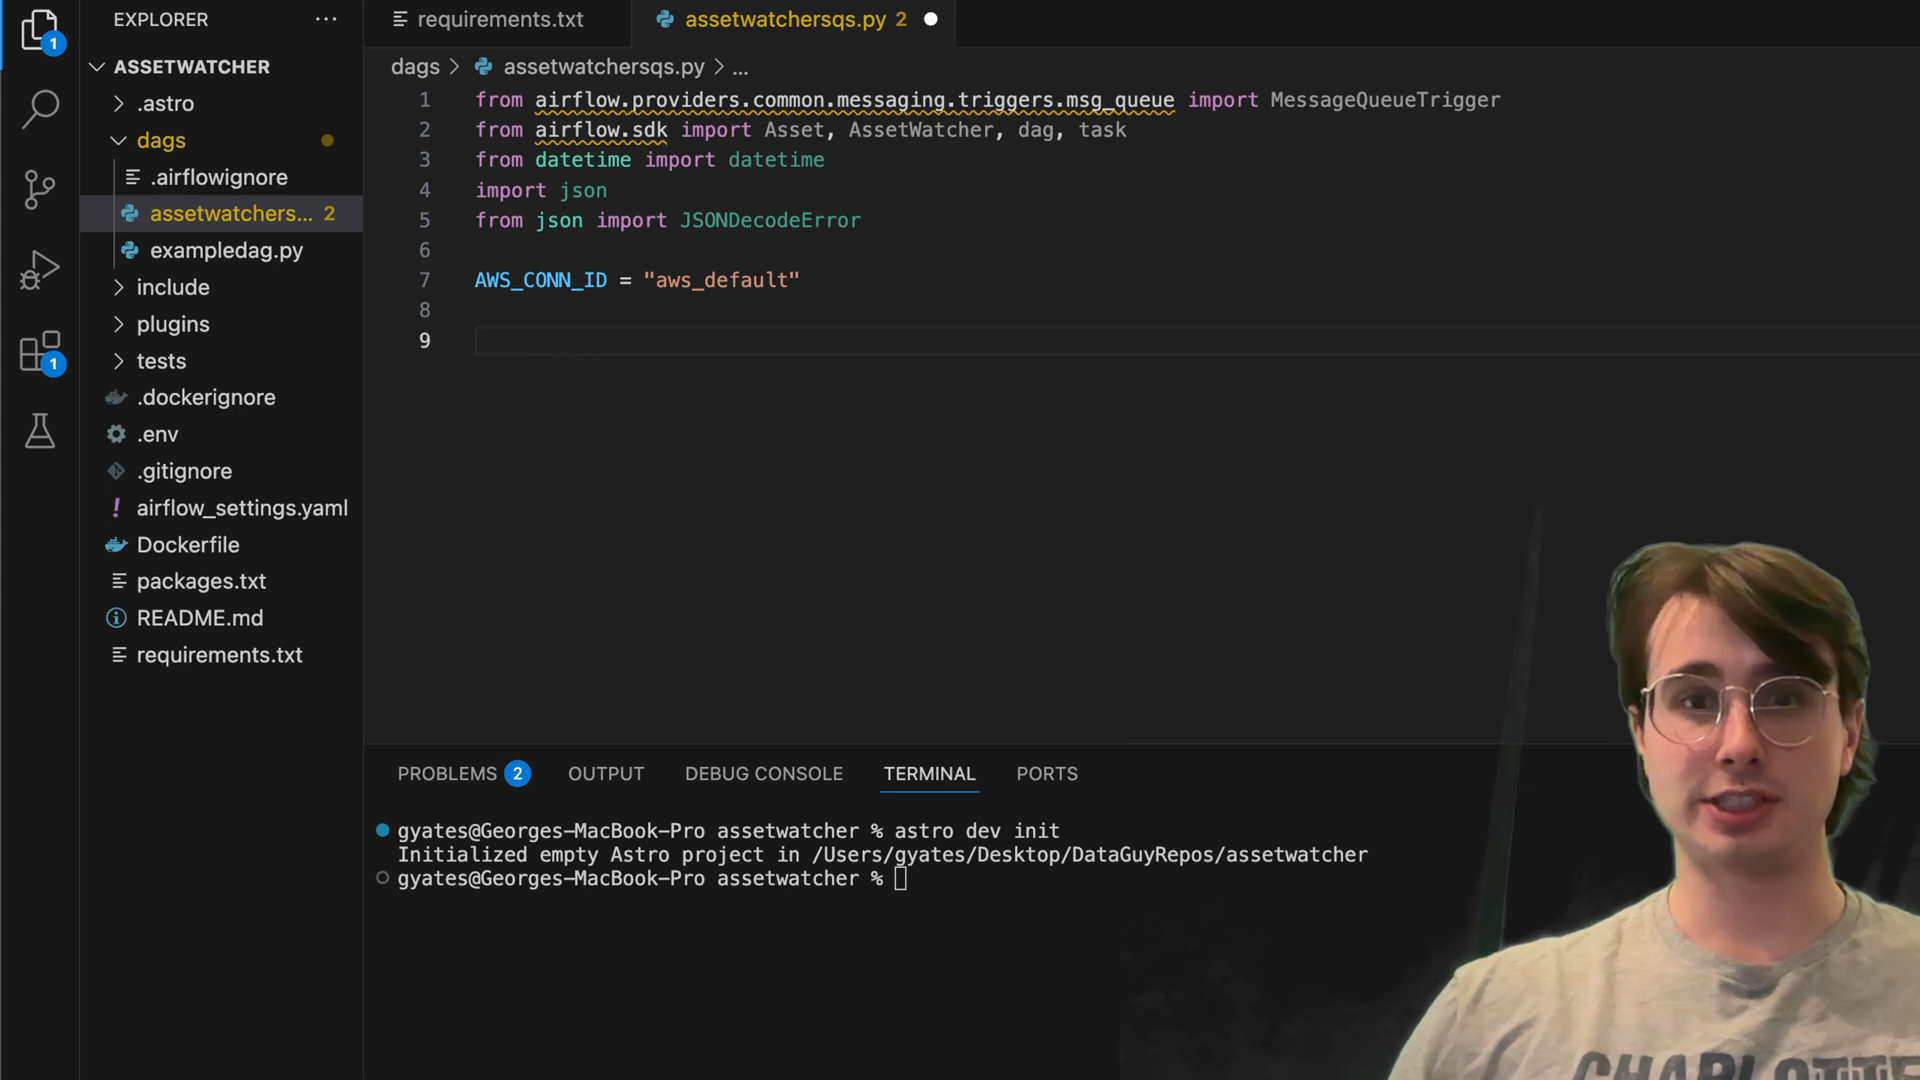 EXPLORER
ASSETWATCHER
.astro
dags
.airflowignore
assetwatchers... 2
exampledag.py
include
plugins
tests
.dockerignore
.env
.gitignore
airflow_settings.yaml
Dockerfile
packages.txt
README.md
requirements.txt
1
1
requirements.txt
assetwatchersqs.py 2
dags > assetwatchersqs.py > ...
1 from airflow.providers.common.messaging.triggers.msg_queue import MessageQueueTrigger
2 from airflow.sdk import Asset, AssetWatcher, dag, task
3 from datetime import datetime
4 import json
5 from json import JSONDecodeError
6
7 AWS_CONN_ID = "aws_default"
8
9
PROBLEMS 2 OUTPUT DEBUG CONSOLE TERMINAL PORTS
gyates@Georges-MacBook-Pro assetwatcher % astro dev init
Initialized empty Astro project in /Users/gyates/Desktop/DataGuyRepos/assetwatcher
gyates@Georges-MacBook-Pro assetwatcher %
CHARLOTTE